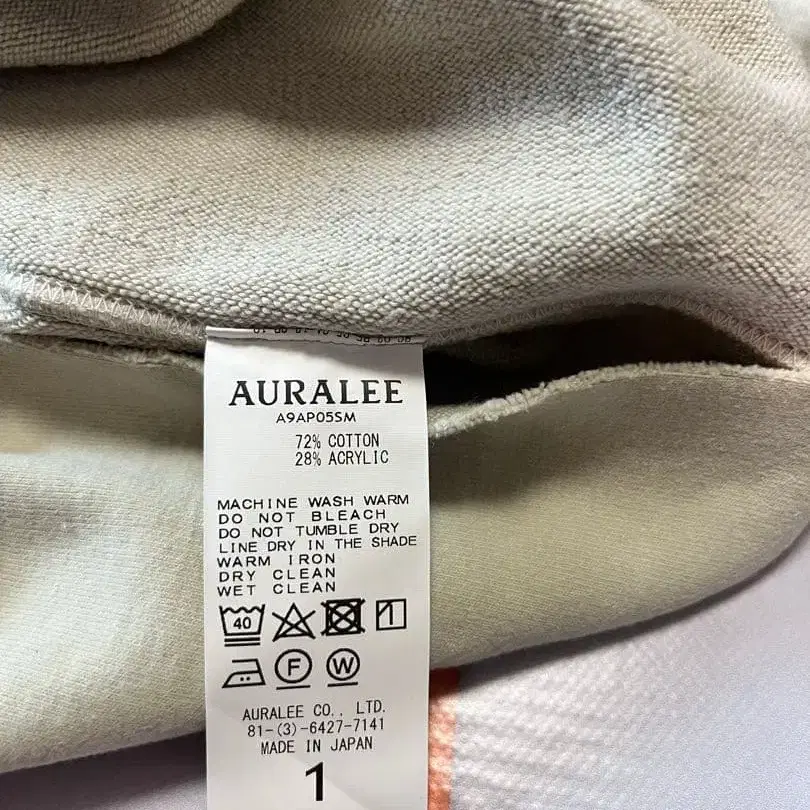 AURALEE
A9AP05SM
72% COTTON
28% ACRYLIC
MACHINE WASH WARM
DO NOT BLEACH
DO NOT TUMBLE DRY
LINE DRY IN THE SHADE
WARM IRON
DRY CLEAN
WET CLEAN
40
F W
AURALEE CO., LTD.
81-(3)-6427-7141
MADE IN JAPAN
1